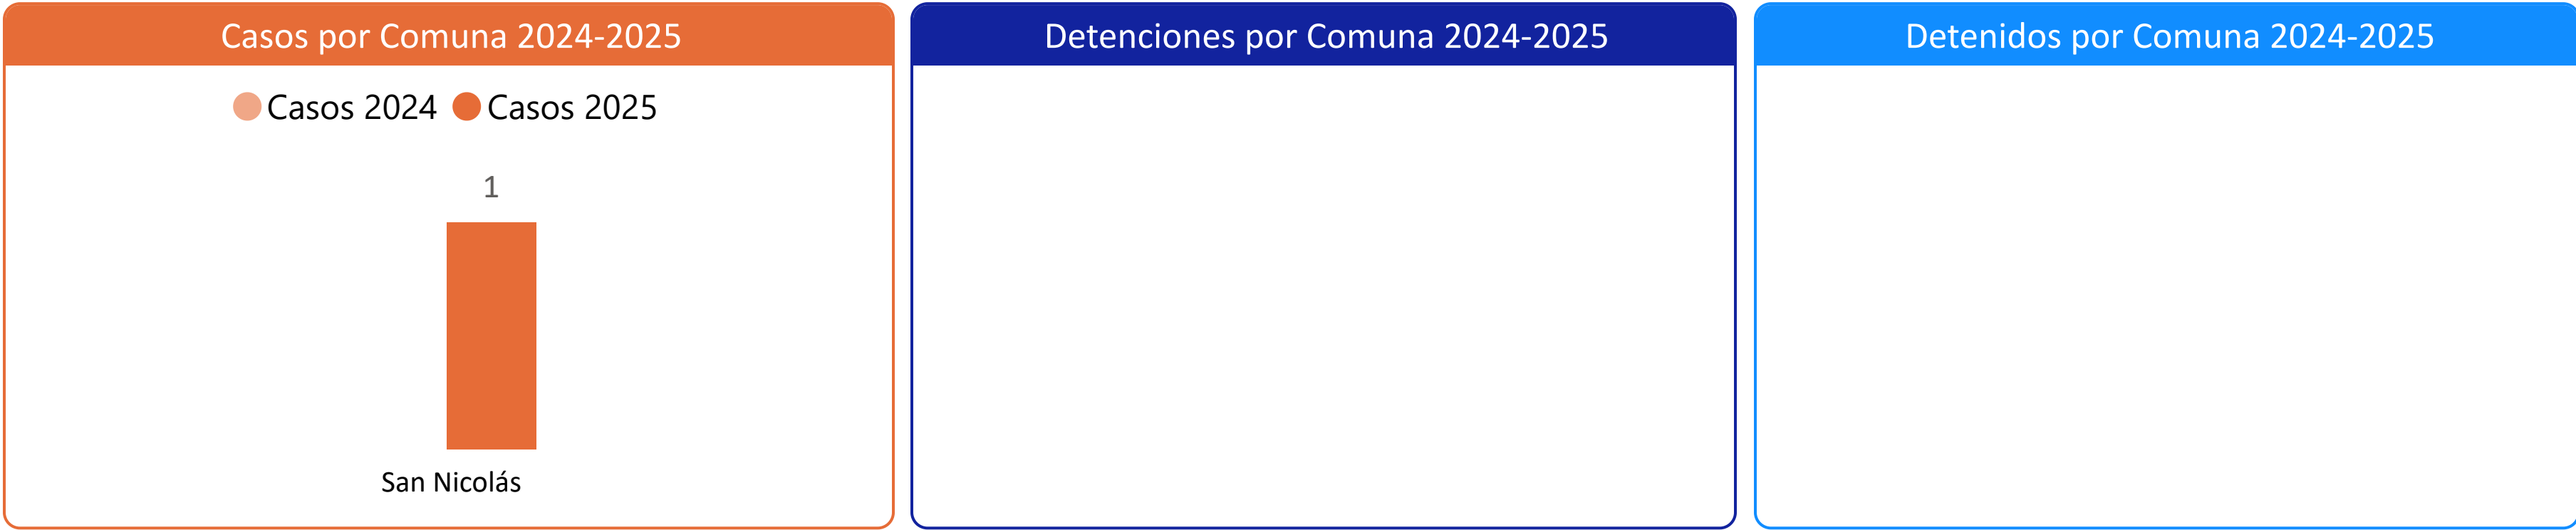 Casos por Comuna 2024-2025
Casos 2024 Casos 2025
1
San Nicolás
Detenciones por Comuna 2024-2025
Detenidos por Comuna 2024-2025